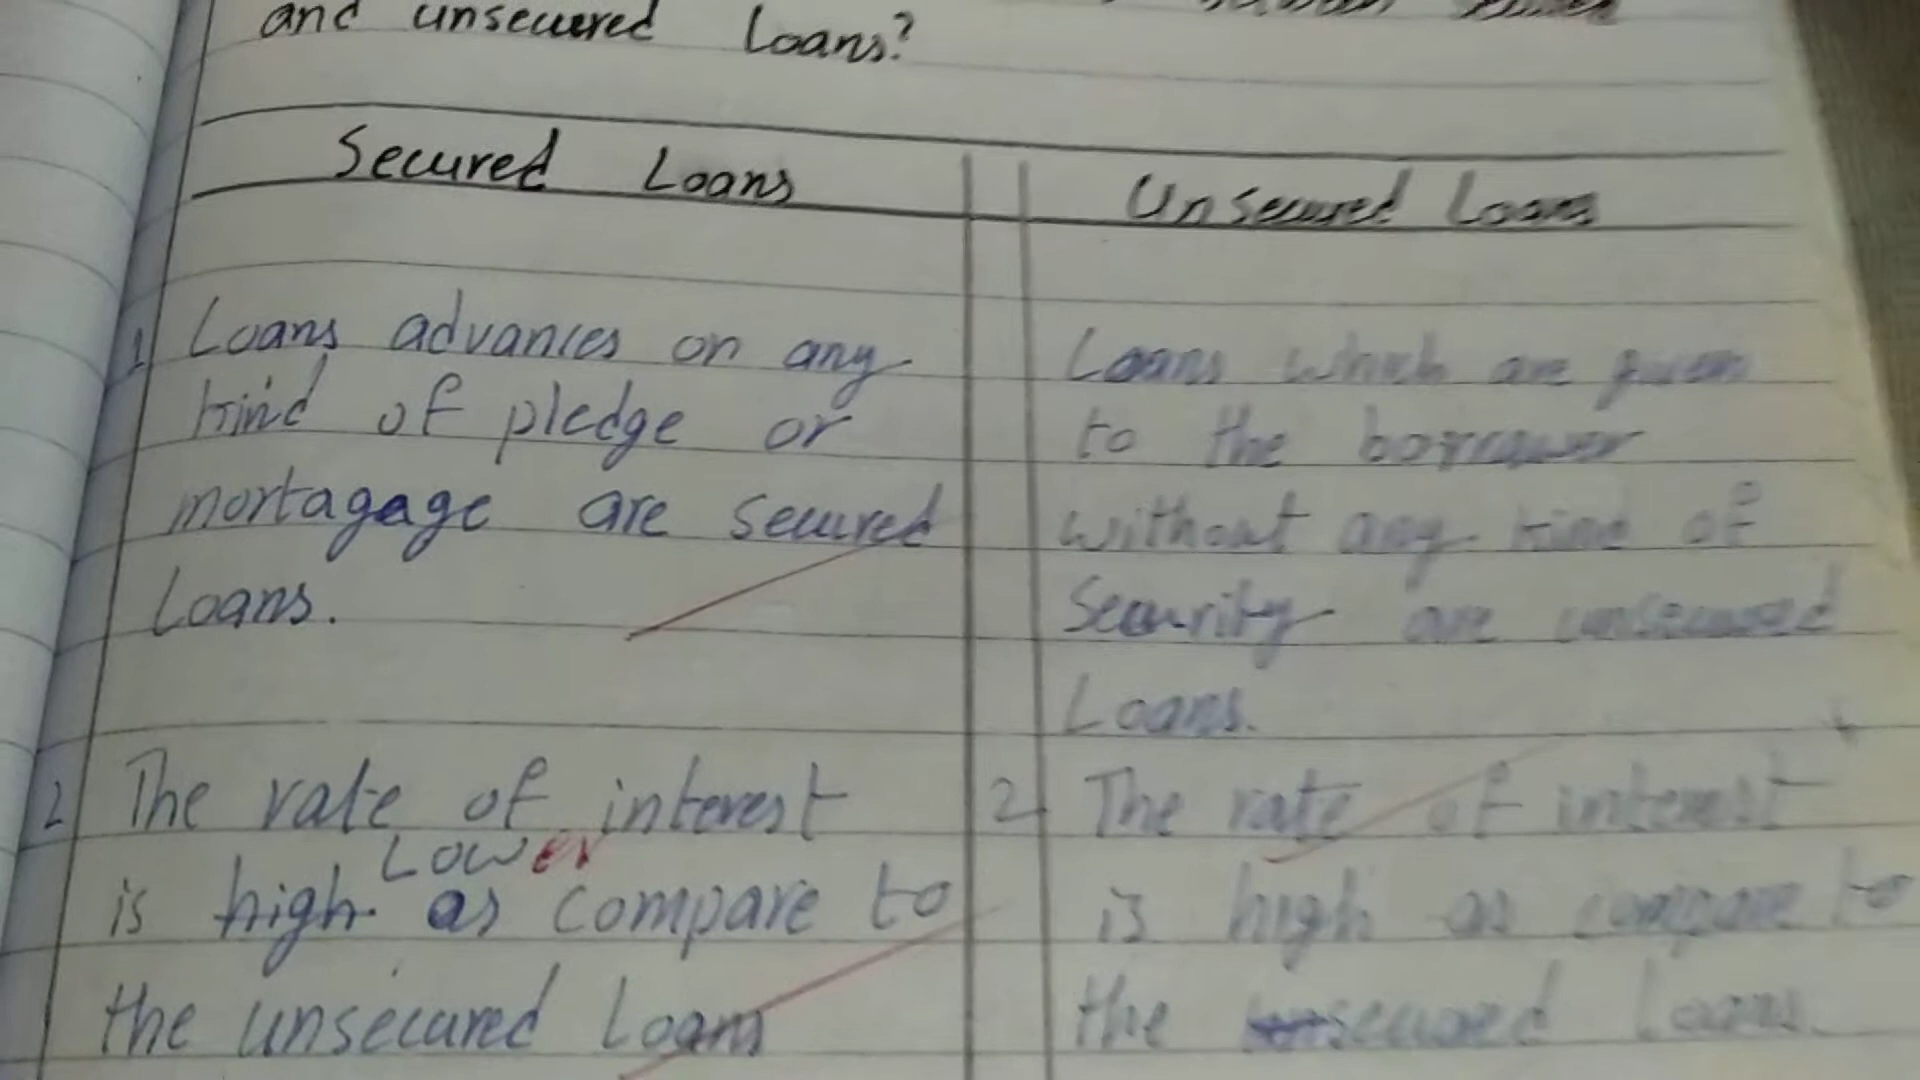 and unsecured Loans?
Secured Loans
Unsecured Loans
1 Loans advances on any
kind of pledge or
mortagage are secured
Loans.
2 The rate of interest
Lower
is high as compare to
the unsecured Loans
Loans which are given
to the borrower
without any kind of
Security are unsecured
Loans.
2 The rate of interest
is high as compare to
the secured Loans.